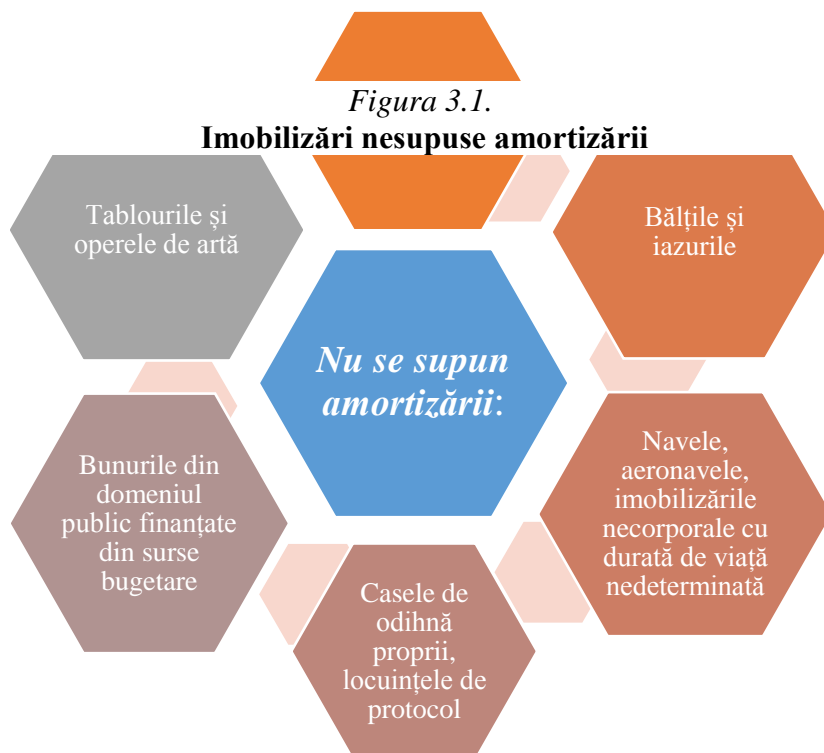 Figura 3.1.
Imobilizări nesupuse amortizării
Tablourile și
operele de artă
Bălțile și
iazurile
Nu se supun
amortizării:
Bunurile din
domeniul
public finanțate
din surse
bugetare
Navele,
aeronavele,
imobilizările
necorporale cu
durată de viață
nedeterminată
Casele de
odihnă
proprii,
locuințele de
protocol